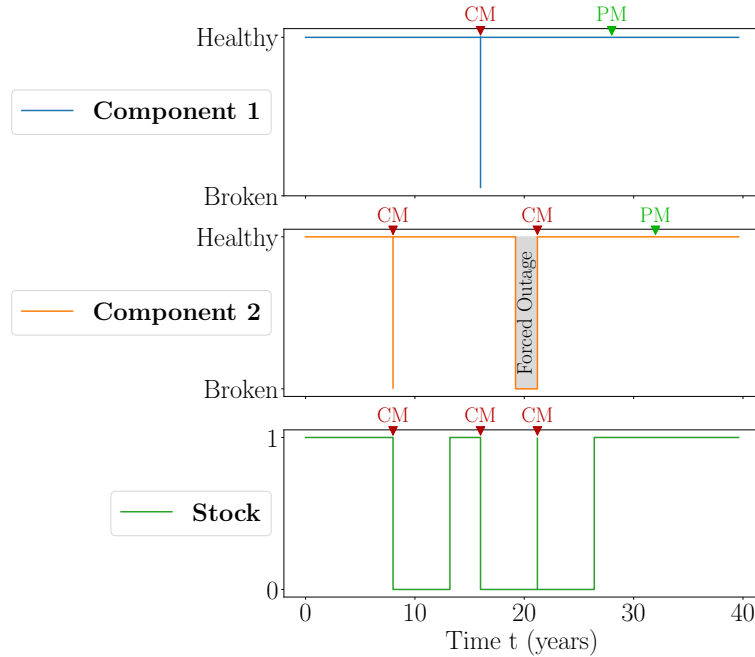 CM PM
Healthy
Component 1
Broken
CM CM PM
Healthy
Component 2
Forced Outage
Broken
CM CM CM
1
Stock
0
0 10 20 30 40
Time t (years)